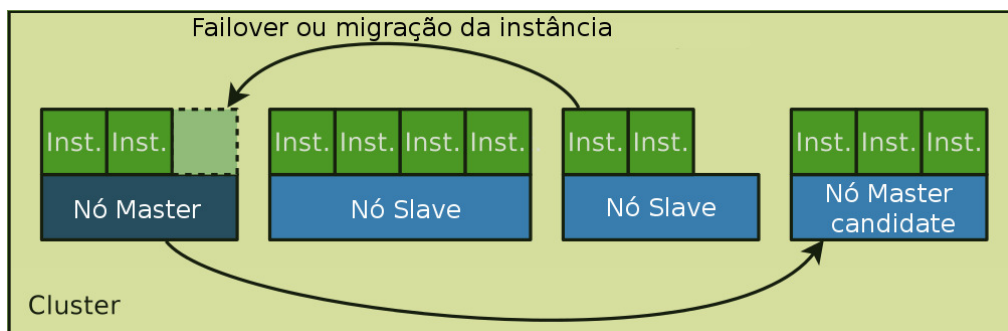 Failover ou migração da instância
Inst. Inst.
Inst. Inst. Inst. Inst.
Inst. Inst.
Inst. Inst. Inst.
Nó Master
Nó Slave
Nó Slave
Nó Master
candidate
Cluster